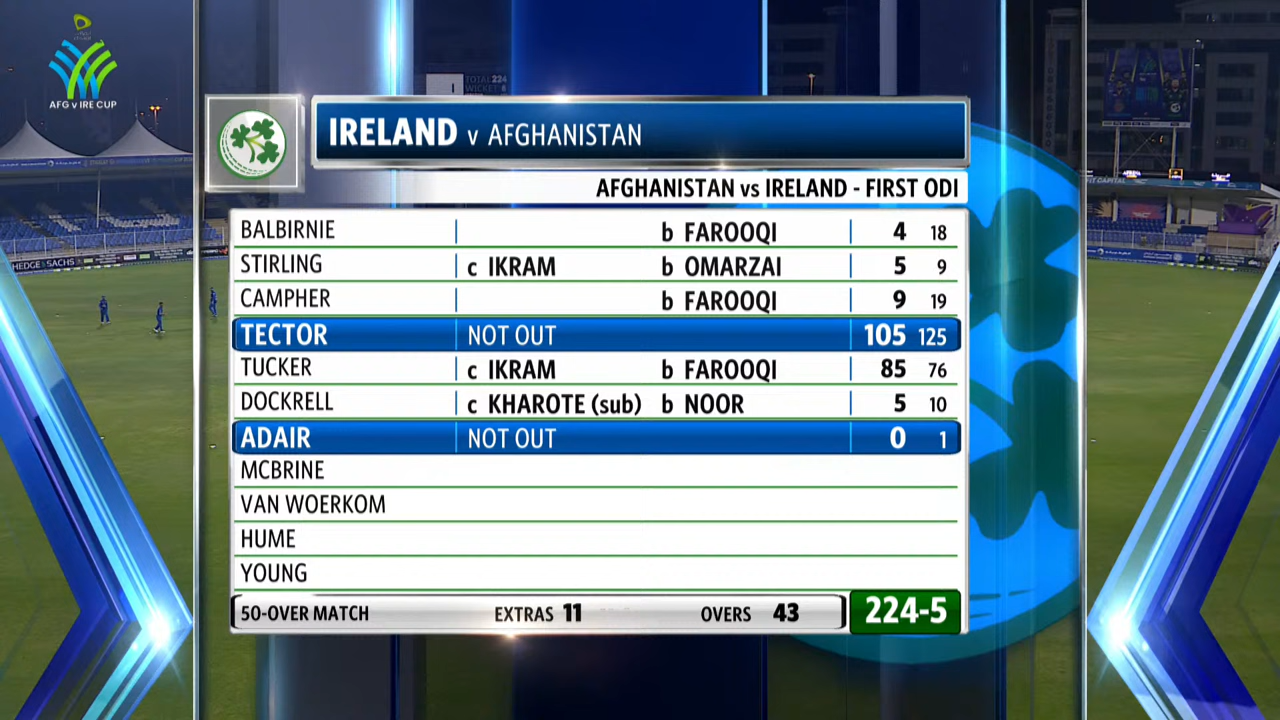 AFG v IRE CUP
TOTAL 224
IRELAND v AFGHANISTAN
AFGHANISTAN vs IRELAND - FIRST ODI
BALBIRNIE b FAROOQI 4 18
STIRLING c IKRAM b OMARZAI 5 9
CAMPHER b FAROOQI 9 19
TECTOR NOT OUT 105 125
TUCKER c IKRAM b FAROOQI 85 76
DOCKRELL c KHAROTE (sub) b NOOR 5 10
ADAIR NOT OUT 0 1
MCBRINE
VAN WOERKOM
HUME
YOUNG
50-OVER MATCH EXTRAS 11 OVERS 43 224-5